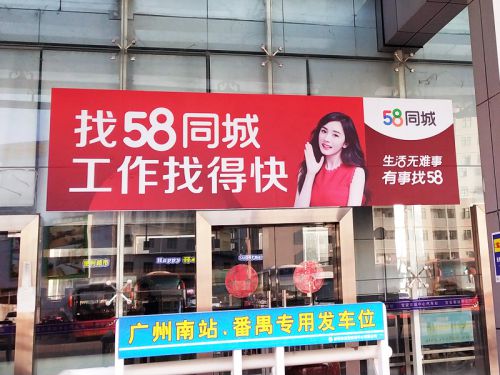 找58同城
工作找得快
58同城
生活无难事
有事找58
Happy
广州南站.番禺专用发车位